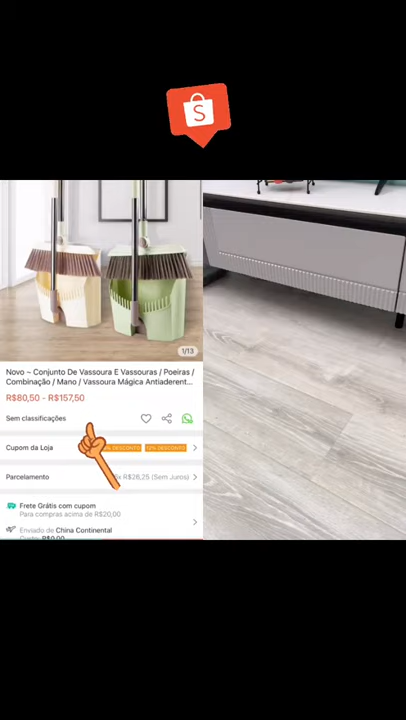 S
1/13
Novo ~ Conjunto De Vassoura E Vassouras / Poeiras /
Combinação / Mano / Vassoura Mágica Antiaderent...
R$80,50 - R$157,50
Sem classificações
Cupom da Loja
Parcelamento
x R$26,25 (Sem Juros)
Frete Grátis com cupom
Para compras acima de R$20,00
Enviado de China Continental
R$0,00